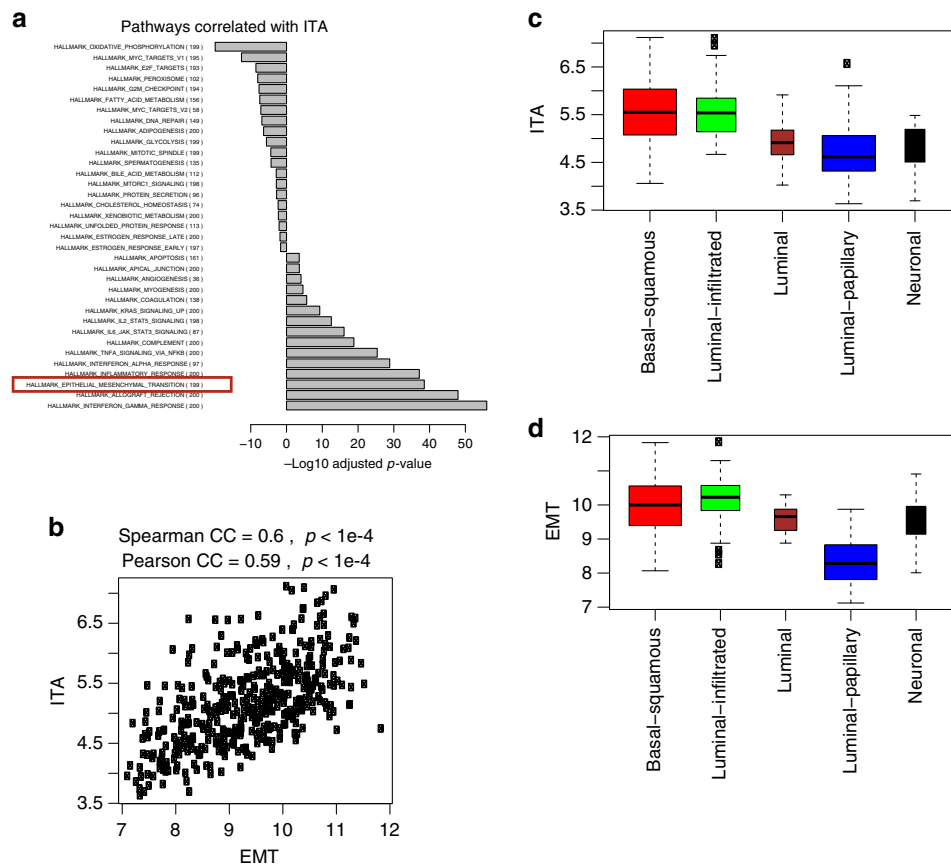 a
Pathways correlated with ITA
HALLMARK_OXIDATIVE_PHOSPHORYLATION ( 199 )
HALLMARK_MYC_TARGETS_V1 ( 195 )
HALLMARK_E2F_TARGETS ( 193 )
HALLMARK_PEROXISOME ( 102 )
HALLMARK_G2M_CHECKPOINT ( 194 )
HALLMARK_FATTY_ACID_METABOLISM ( 156 )
HALLMARK_MYC_TARGETS_V2 ( 58 )
HALLMARK_DNA_REPAIR ( 149 )
HALLMARK_ADIPOGENESIS ( 200 )
HALLMARK_GLYCOLYSIS ( 199 )
HALLMARK_MITOTIC_SPINDLE ( 199 )
HALLMARK_SPERMATOGENESIS ( 135 )
HALLMARK_BILE_ACID_METABOLISM ( 112 )
HALLMARK_MTORC1_SIGNALING ( 198 )
HALLMARK_PROTEIN_SECRETION ( 96 )
HALLMARK_CHOLESTEROL_HOMEOSTASIS ( 74 )
HALLMARK_XENOBIOTIC_METABOLISM ( 200 )
HALLMARK_UNFOLDED_PROTEIN_RESPONSE ( 113 )
HALLMARK_ESTROGEN_RESPONSE_LATE ( 200 )
HALLMARK_ESTROGEN_RESPONSE_EARLY ( 197 )
HALLMARK_APOPTOSIS ( 161 )
HALLMARK_APICAL_JUNCTION ( 200 )
HALLMARK_ANGIOGENESIS ( 36 )
HALLMARK_MYOGENESIS ( 200 )
HALLMARK_COAGULATION ( 138 )
HALLMARK_KRAS_SIGNALING_UP ( 200 )
HALLMARK_IL2_STAT5_SIGNALING ( 198 )
HALLMARK_IL6_JAK_STAT3_SIGNALING ( 87 )
HALLMARK_COMPLEMENT ( 200 )
HALLMARK_TNFA_SIGNALING_VIA_NFKB ( 200 )
HALLMARK_INTERFERON_ALPHA_RESPONSE ( 97 )
HALLMARK_INFLAMMATORY_RESPONSE ( 200 )
HALLMARK_EPITHELIAL_MESENCHYMAL_TRANSITION ( 199 )
HALLMARK_ALLOGRAFT_REJECTION ( 200 )
HALLMARK_INTERFERON_GAMMA_RESPONSE ( 200 )
−10 0 10 20 30 40 50
−Log10 adjusted p-value
b
Spearman CC = 0.6 , p < 1e-4
Pearson CC = 0.59 , p < 1e-4
ITA
6.5
5.5
4.5
3.5
7 8 9 10 11 12
EMT
c
ITA
6.5
5.5
4.5
3.5
Basal−squamous
Luminal−infiltrated
Luminal
Luminal−papillary
Neuronal
d
EMT
12
11
10
9
8
7
Basal−squamous
Luminal−infiltrated
Luminal
Luminal−papillary
Neuronal